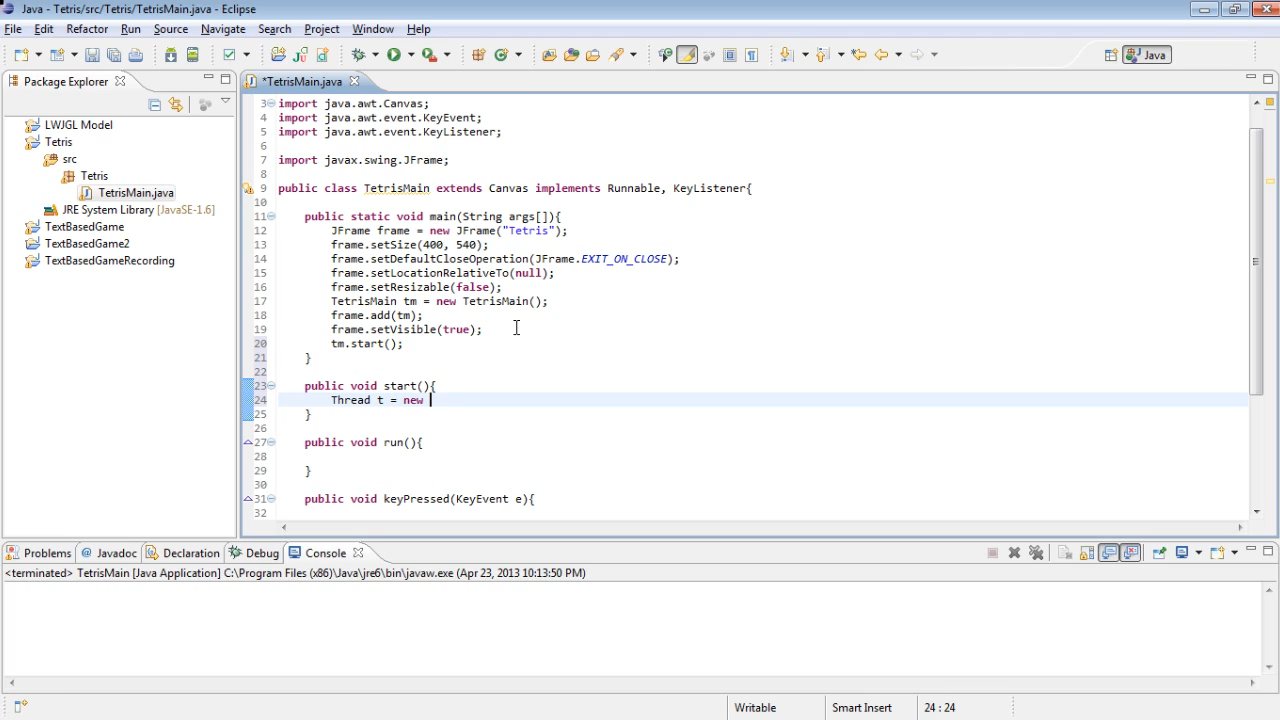 Java - Tetris/src/Tetris/TetrisMain.java - Eclipse
File Edit Refactor Run Source Navigate Search Project Mylyn Window Help
Java
Package Explorer
*TetrisMain.java
LWJGL Model
Tetris
src
Tetris
TetrisMain.java
JRE System Library [JavaSE-1.6]
TextBasedGame
TextBasedGame2
TextBasedGameRecording
3 import java.awt.Canvas;
4 import java.awt.event.KeyEvent;
5 import java.awt.event.KeyListener;
6
7 import javax.swing.JFrame;
8
9 public class TetrisMain extends Canvas implements Runnable, KeyListener{
10
11 public static void main(String args[]){
12 JFrame frame = new JFrame("Tetris");
13 frame.setSize(400, 540);
14 frame.setDefaultCloseOperation(JFrame.EXIT_ON_CLOSE);
15 frame.setLocationRelativeTo(null);
16 frame.setResizable(false);
17 TetrisMain tm = new TetrisMain();
18 frame.add(tm);
19 frame.setVisible(true);
20 tm.start();
21 }
22
23 public void start(){
24 Thread t = new
25 }
26
27 public void run(){
28
29 }
30
31 public void keyPressed(KeyEvent e){
32
Problems Javadoc Declaration Debug Console
<terminated> TetrisMain [Java Application] C:\Program Files (x86)\Java\jre6\bin\javaw.exe (Apr 23, 2013 10:13:50 PM)
Writable Smart Insert 24 : 24